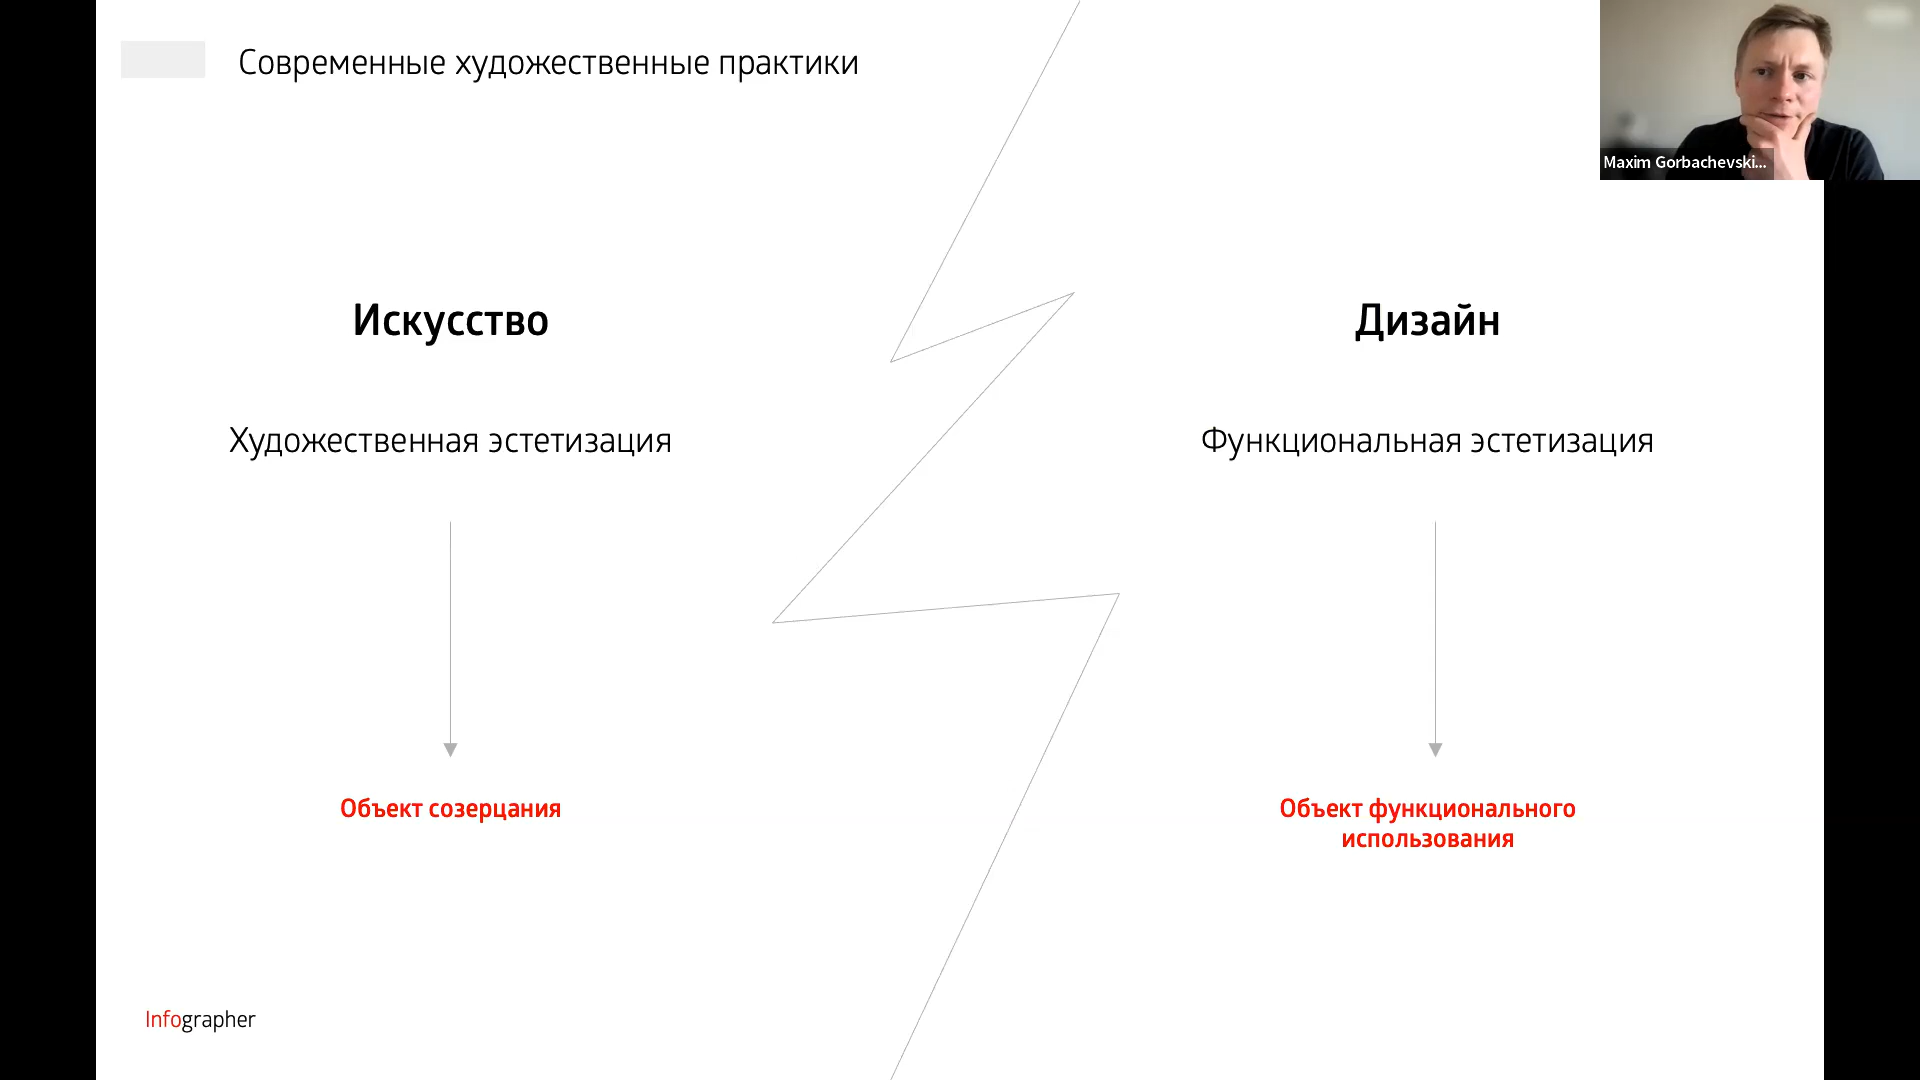 Современные художественные практики
Maxim Gorbachevski...
Искусство
Дизайн
Художественная эстетизация
Функциональная эстетизация
Объект созерцания
Объект функционального
использования
Infographer